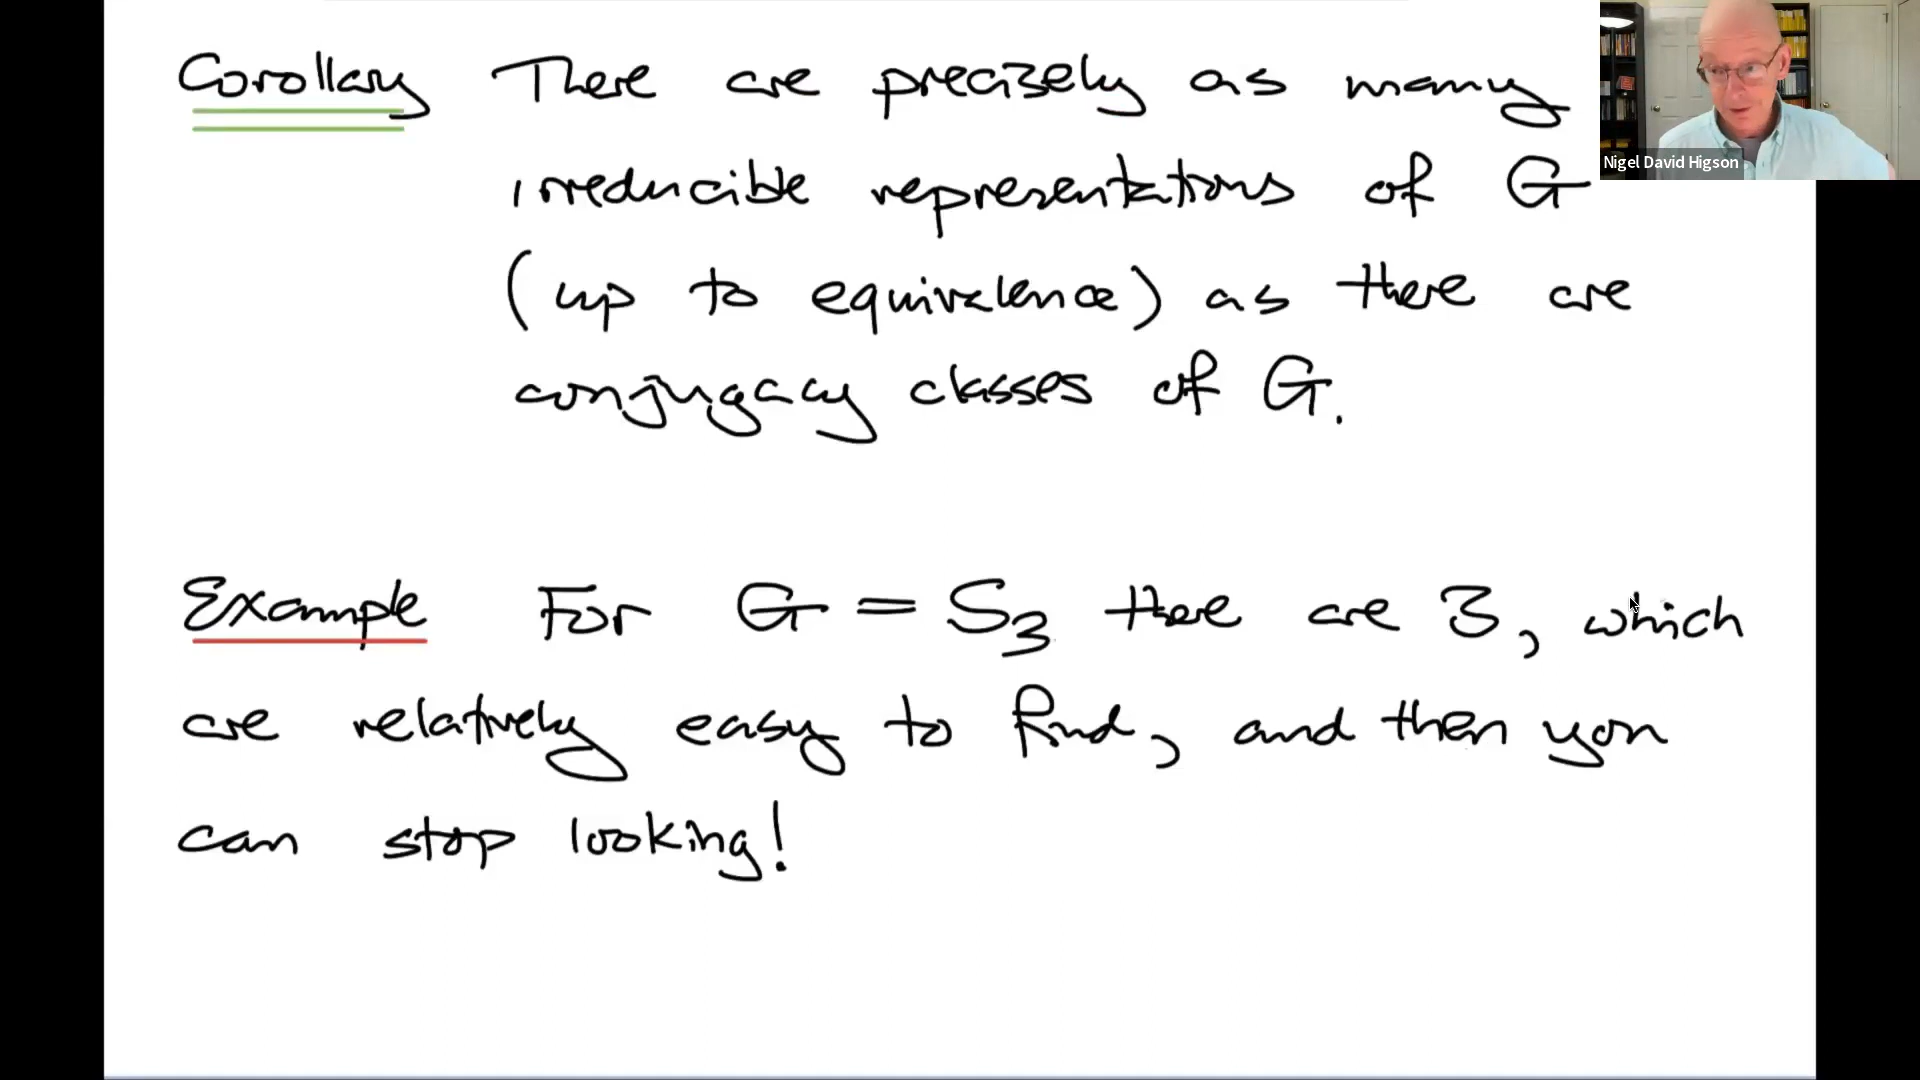 Corollary There are precisely as many
irreducible representations of G
(up to equivalence) as there are
conjugacy classes of G.
Example For G = S₃ there are 3, which
are relatively easy to find, and then you
can stop looking!
Nigel David Higson